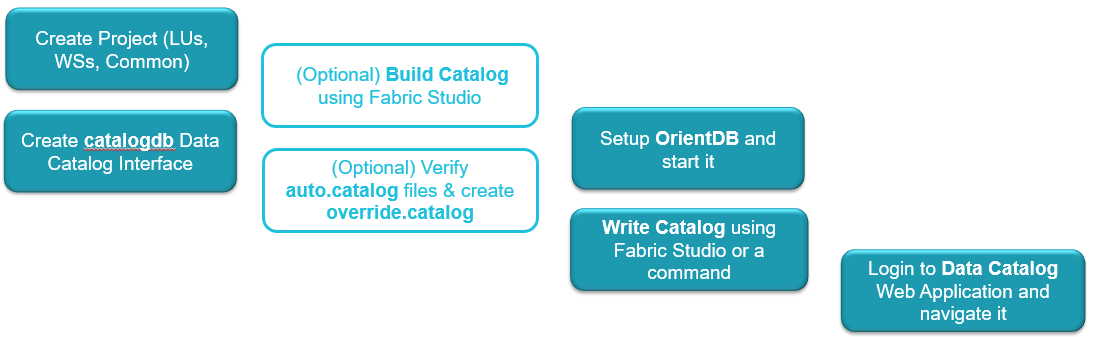 Create Project (LUs,
WSs, Common)
Create catalogdb Data
Catalog Interface
(Optional) Build Catalog
using Fabric Studio
(Optional) Verify
auto.catalog files & create
override.catalog
Setup OrientDB and
start it
Write Catalog using
Fabric Studio or a
command
Login to Data Catalog
Web Application and
navigate it